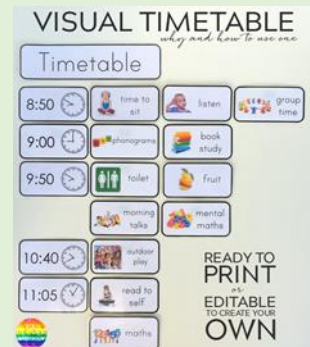 VISUAL TIMETABLE
why and how to use one
Timetable
8:50 time to sit listen group time
9:00 phonograms book study
9:50 toilet fruit
morning talks mental maths
10:40 outdoor play
11:05 read to self
maths
READY TO
PRINT
or
EDITABLE
TO CREATE YOUR
OWN